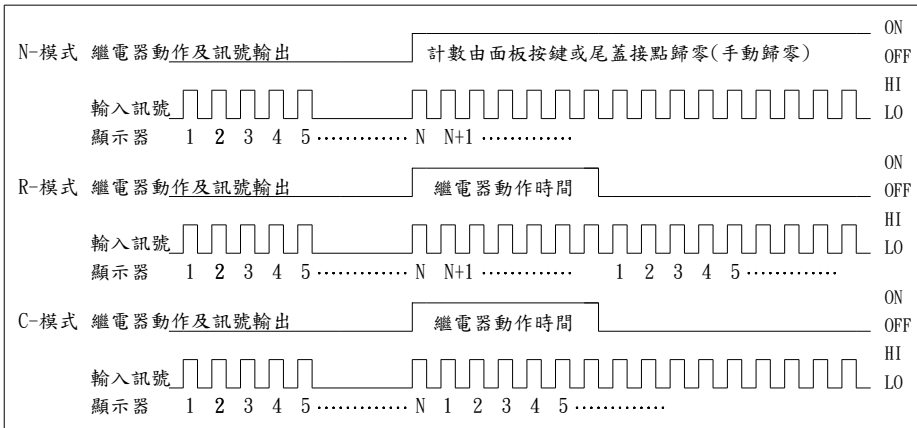 ON
N-模式 繼電器動作及訊號輸出 計數由面板按鍵或尾蓋接點歸零(手動歸零) OFF
HI
輸入訊號 LO
顯示器 1 2 3 4 5 ············ N N+1 ············
ON
R-模式 繼電器動作及訊號輸出 繼電器動作時間 OFF
HI
輸入訊號 LO
顯示器 1 2 3 4 5 ············ N N+1 ············ 1 2 3 4 5 ············
ON
C-模式 繼電器動作及訊號輸出 繼電器動作時間 OFF
HI
輸入訊號 LO
顯示器 1 2 3 4 5 ············ N 1 2 3 4 5 ············